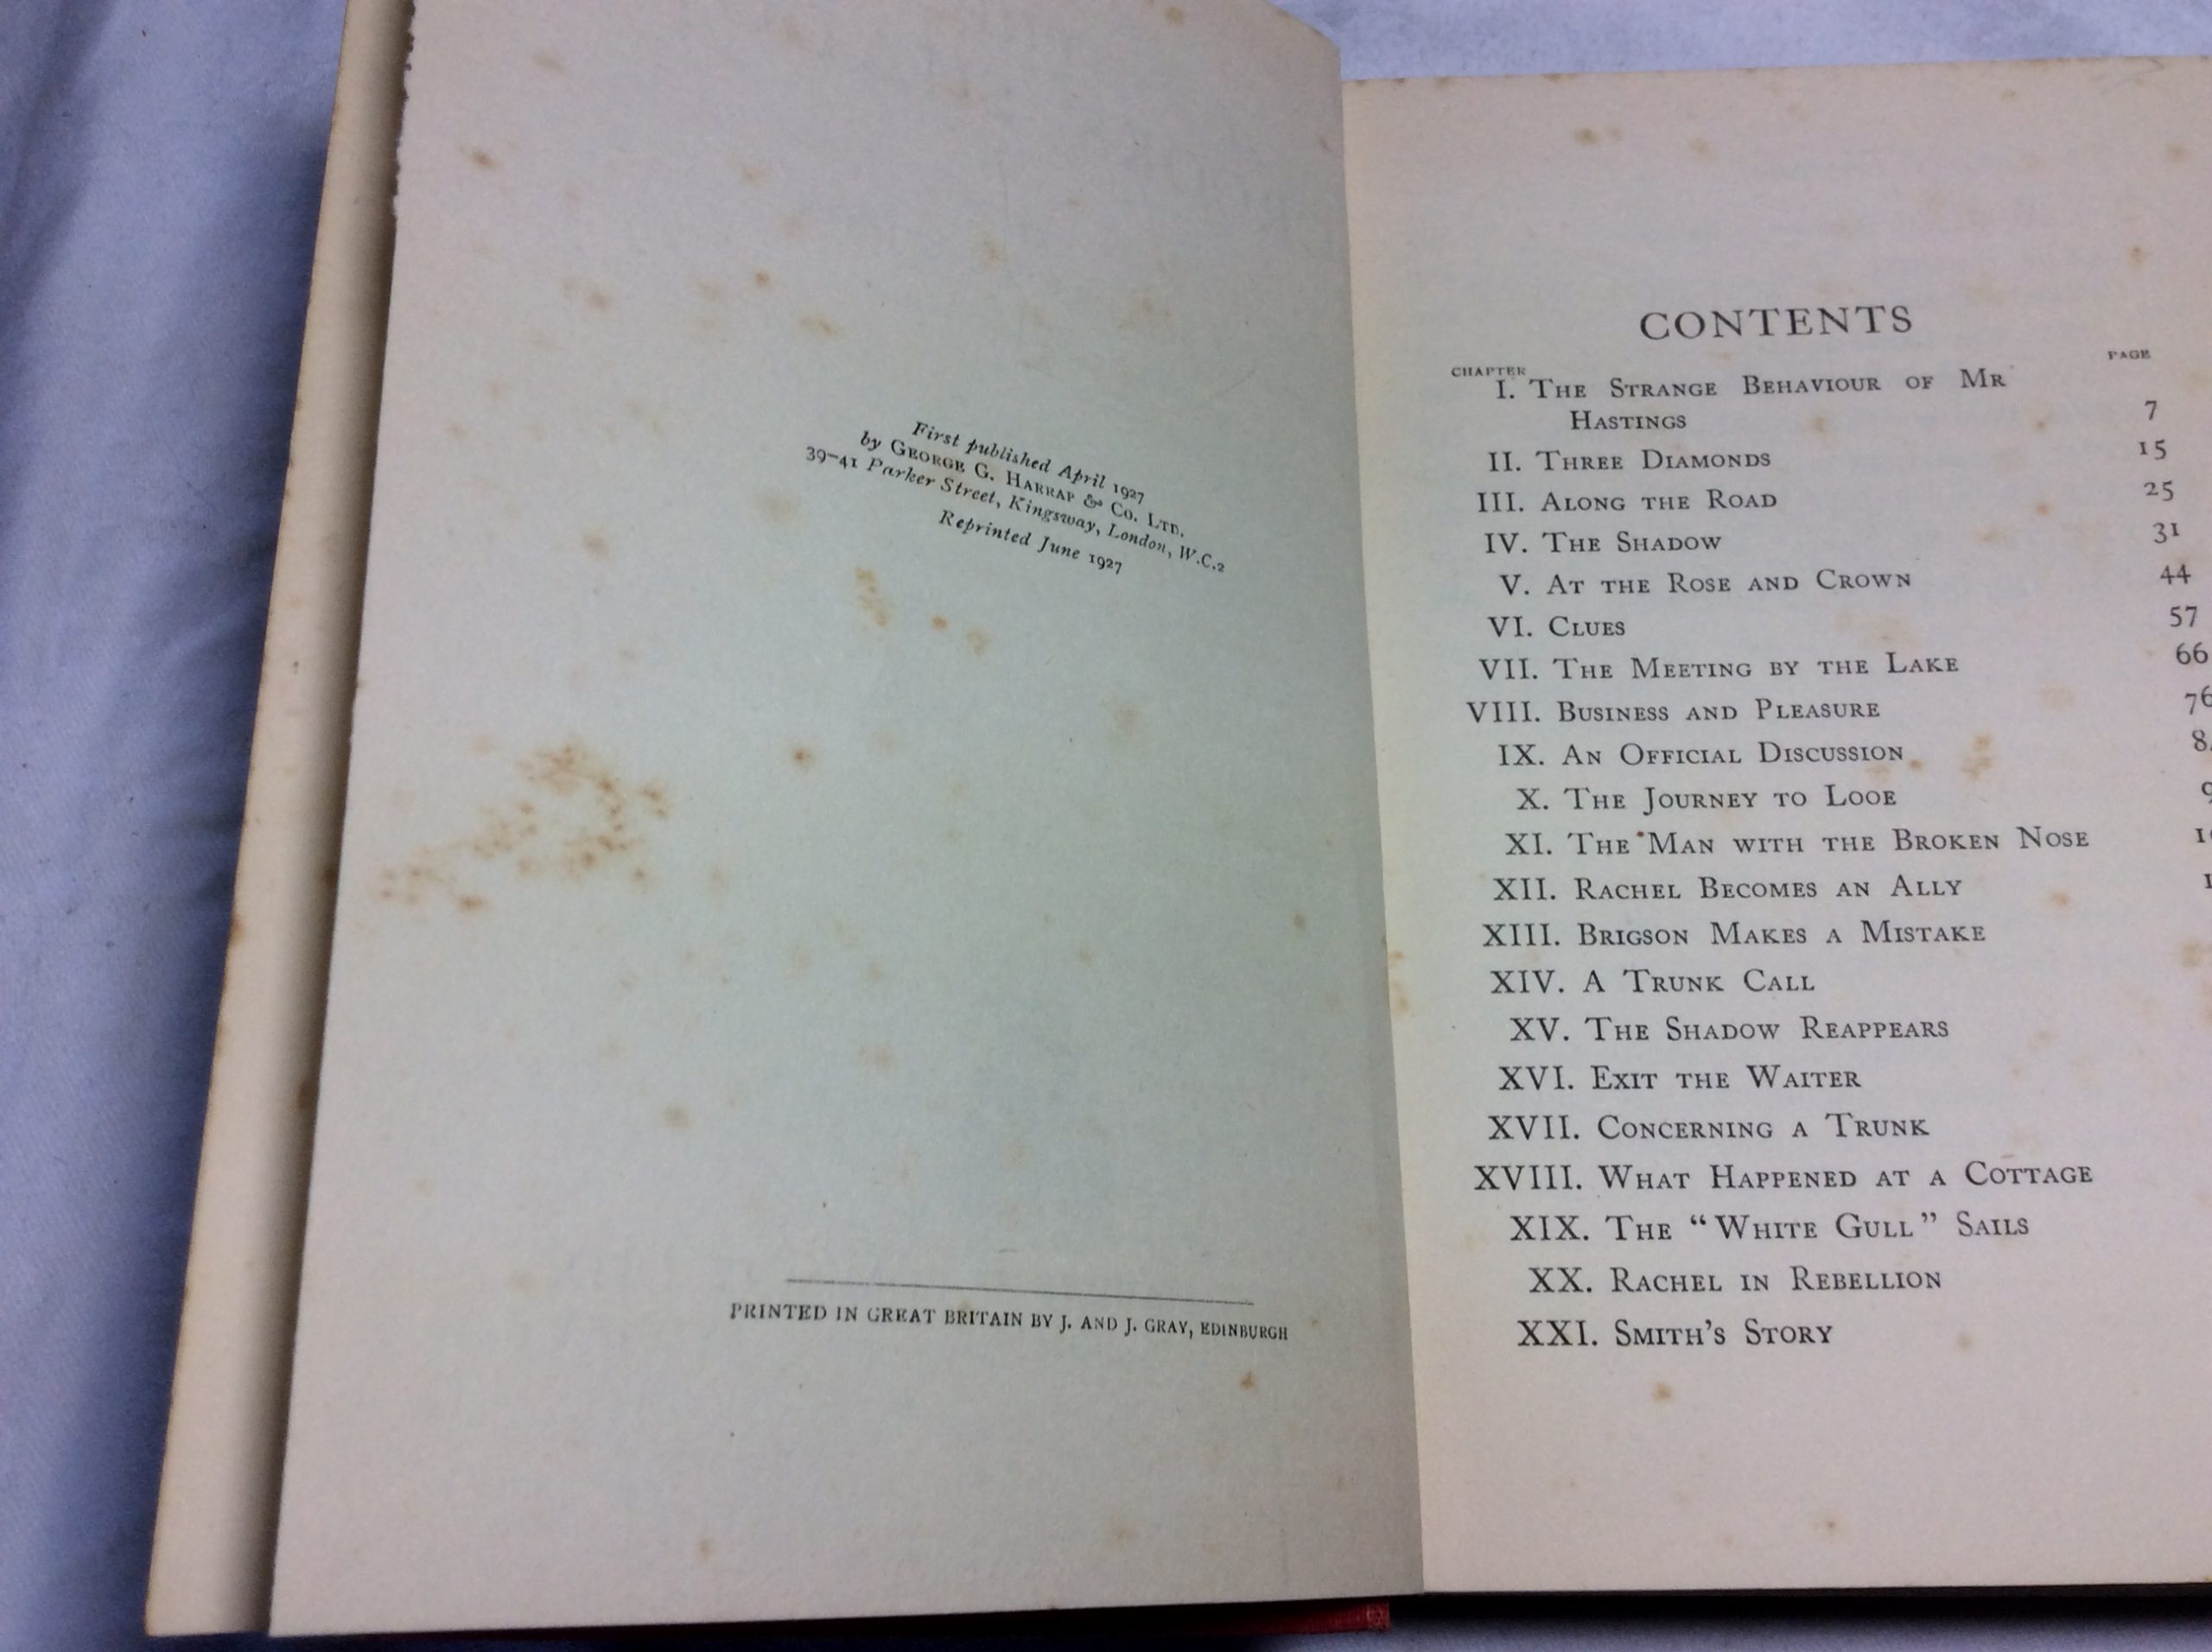 First published April 1927
by GEORGE G. HARRAP & Co. LTD.
39–41 Parker Street, Kingsway, London, W.C.2
Reprinted June 1927
PRINTED IN GREAT BRITAIN BY J. AND J. GRAY, EDINBURGH
CONTENTS
CHAPTER PAGE
I. THE STRANGE BEHAVIOUR OF MR
HASTINGS 7
II. THREE DIAMONDS 15
III. ALONG THE ROAD 25
IV. THE SHADOW 31
V. AT THE ROSE AND CROWN 44
VI. CLUES 57
VII. THE MEETING BY THE LAKE 66
VIII. BUSINESS AND PLEASURE 76
IX. AN OFFICIAL DISCUSSION
X. THE JOURNEY TO LOOE
XI. THE MAN WITH THE BROKEN NOSE
XII. RACHEL BECOMES AN ALLY
XIII. BRIGSON MAKES A MISTAKE
XIV. A TRUNK CALL
XV. THE SHADOW REAPPEARS
XVI. EXIT THE WAITER
XVII. CONCERNING A TRUNK
XVIII. WHAT HAPPENED AT A COTTAGE
XIX. THE “WHITE GULL” SAILS
XX. RACHEL IN REBELLION
XXI. SMITH'S STORY